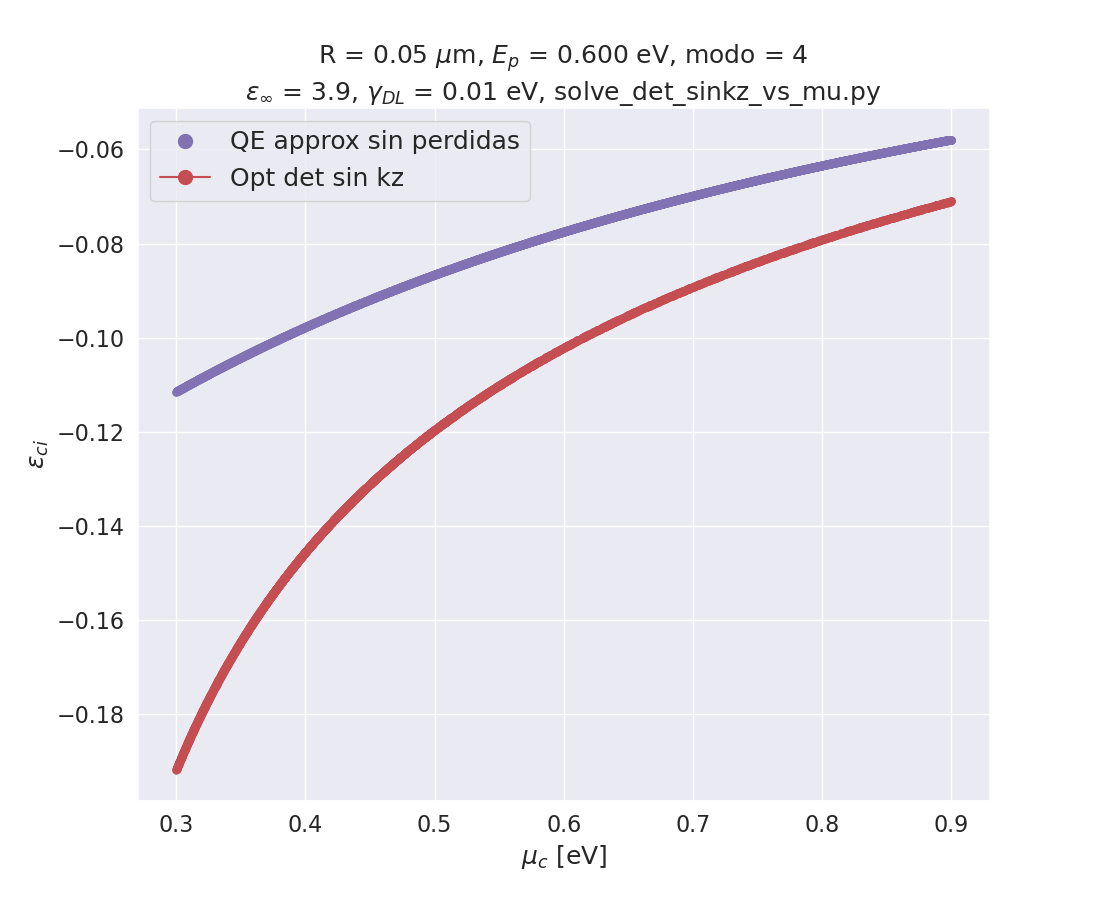 R = 0.05 μm, E_p = 0.600 eV, modo = 4
ε_∞ = 3.9, γ_DL = 0.01 eV, solve_det_sinkz_vs_mu.py
QE approx sin perdidas
Opt det sin kz
−0.06
−0.08
−0.10
−0.12
−0.14
−0.16
−0.18
ε_ci
0.3 0.4 0.5 0.6 0.7 0.8 0.9
μ_c [eV]